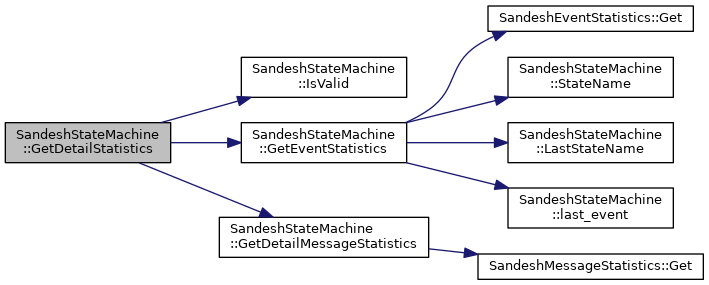 SandeshStateMachine
::GetDetailStatistics
SandeshStateMachine
::IsValid
SandeshStateMachine
::GetEventStatistics
SandeshStateMachine
::GetDetailMessageStatistics
SandeshEventStatistics::Get
SandeshStateMachine
::StateName
SandeshStateMachine
::LastStateName
SandeshStateMachine
::last_event
SandeshMessageStatistics::Get